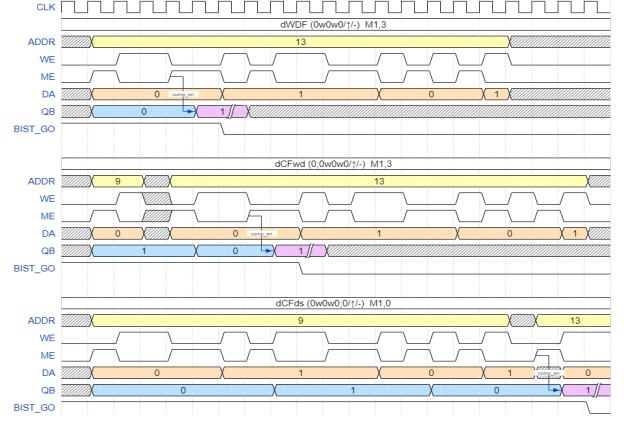 CLK
dWDF (0w0w0/↑/-) M1,3
ADDR 13
WE
ME
DA 0 comp_en 1 0 1
QB 0 1
BIST_GO
dCFwd (0;0w0w0/↑/-) M1,3
ADDR 9 13
WE
ME
DA 0 0 comp_en 1 0 1
QB 1 0 1
BIST_GO
dCFds (0w0w0;0/↑/-) M1,0
ADDR 9 13
WE
ME
DA 0 1 0 1 comp_en 0
QB 0 1 0 1
BIST_GO